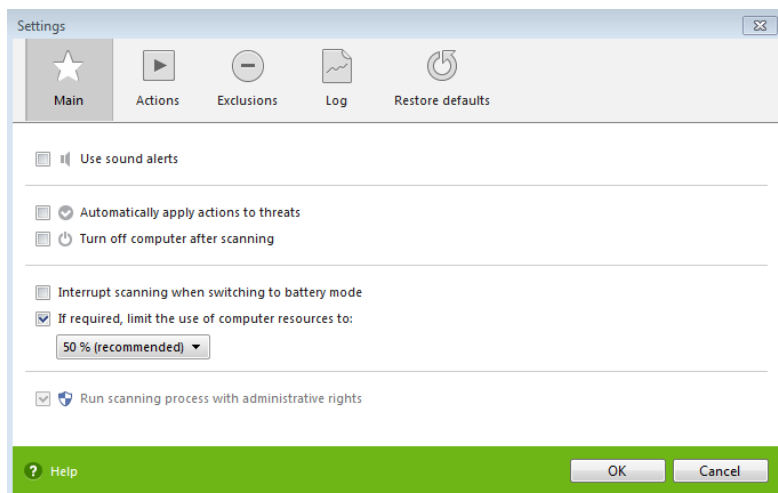 Settings
Main Actions Exclusions Log Restore defaults
Use sound alerts
Automatically apply actions to threats
Turn off computer after scanning
Interrupt scanning when switching to battery mode
If required, limit the use of computer resources to:
50 % (recommended)
Run scanning process with administrative rights
? Help OK Cancel